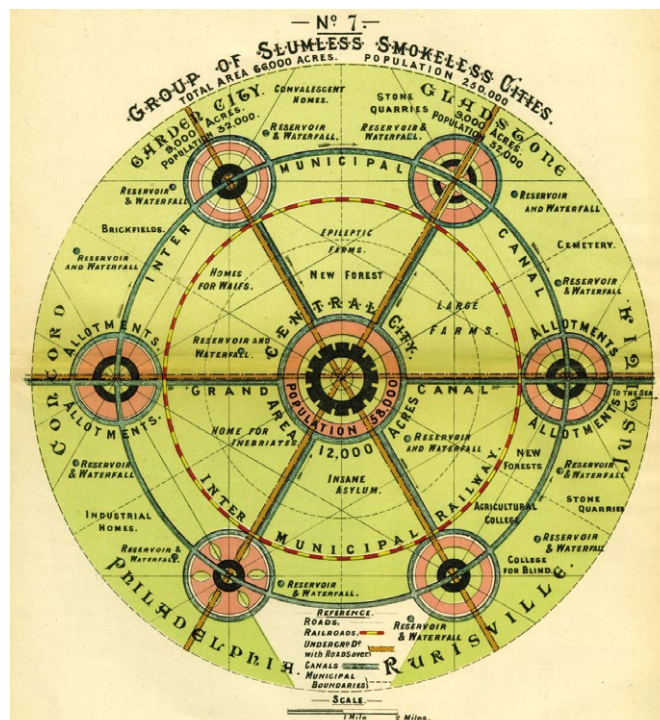 — Nº 7. —
GROUP OF SLUMLESS SMOKELESS CITIES.
TOTAL AREA 66,000 ACRES. POPULATION 250,000
GARDEN CITY.
9,000 ACRES.
POPULATION 32,000
CONVALESCENT
HOMES.
STONE
QUARRIES
GLADSTONE
9,000 ACRES.
POPULATION
32,000
RESERVOIR
& WATERFALL
RESERVOIR &
WATERFALL.
INTER MUNICIPAL CANAL
RESERVOIR
& WATERFALL
RESERVOIR
AND WATERFALL
BRICKFIELDS.
RESERVOIR
AND WATERFALL
CEMETERY.
RESERVOIR
& WATERFALL
EPILEPTIC
FARMS.
HOMES
FOR WAIFS.
NEW FOREST
LARGE
FARMS.
RESERVOIR AND
WATERFALL.
CENTRAL CITY.
CONCORD
ALLOTMENTS.
ALLOTMENTS.
JUSTITIA
ALLOTMENTS
ALLOTMENTS
TO THE SEA
GRAND CANAL
POPULATION 58,000
AREA 12,000 ACRES
HOME FOR
INEBRIATES.
RESERVOIR
AND WATERFALL
INSANE
ASYLUM.
INTER MUNICIPAL RAILWAY.
NEW
FORESTS
RESERVOIR
& WATERFALL
RESERVOIR
& WATERFALL
AGRICULTURAL
COLLEGE
STONE
QUARRIES
INDUSTRIAL
HOMES.
RESERVOIR
& WATERFALL
RESERVOIR &
WATERFALL
COLLEGE
FOR BLIND.
RESERVOIR
& WATERFALL
PHILADELPHIA
RURISVILLE
REFERENCE.
ROADS.
RAILROADS.
UNDERGRD Dº
with ROADS over.
CANALS
MUNICIPAL
BOUNDARIES
RESERVOIR
& WATERFALL
— SCALE. —
1 Mile 2 Miles.